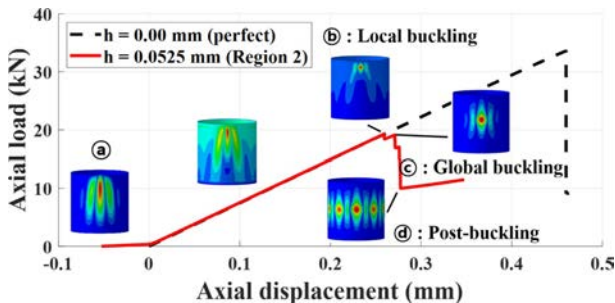 h = 0.00 mm (perfect)
h = 0.0525 mm (Region 2)
ⓑ : Local buckling
ⓐ
ⓒ : Global buckling
ⓓ : Post-buckling
Axial load (kN)
40
30
20
10
0
-0.1
0
0.1
0.2
0.3
0.4
0.5
Axial displacement (mm)